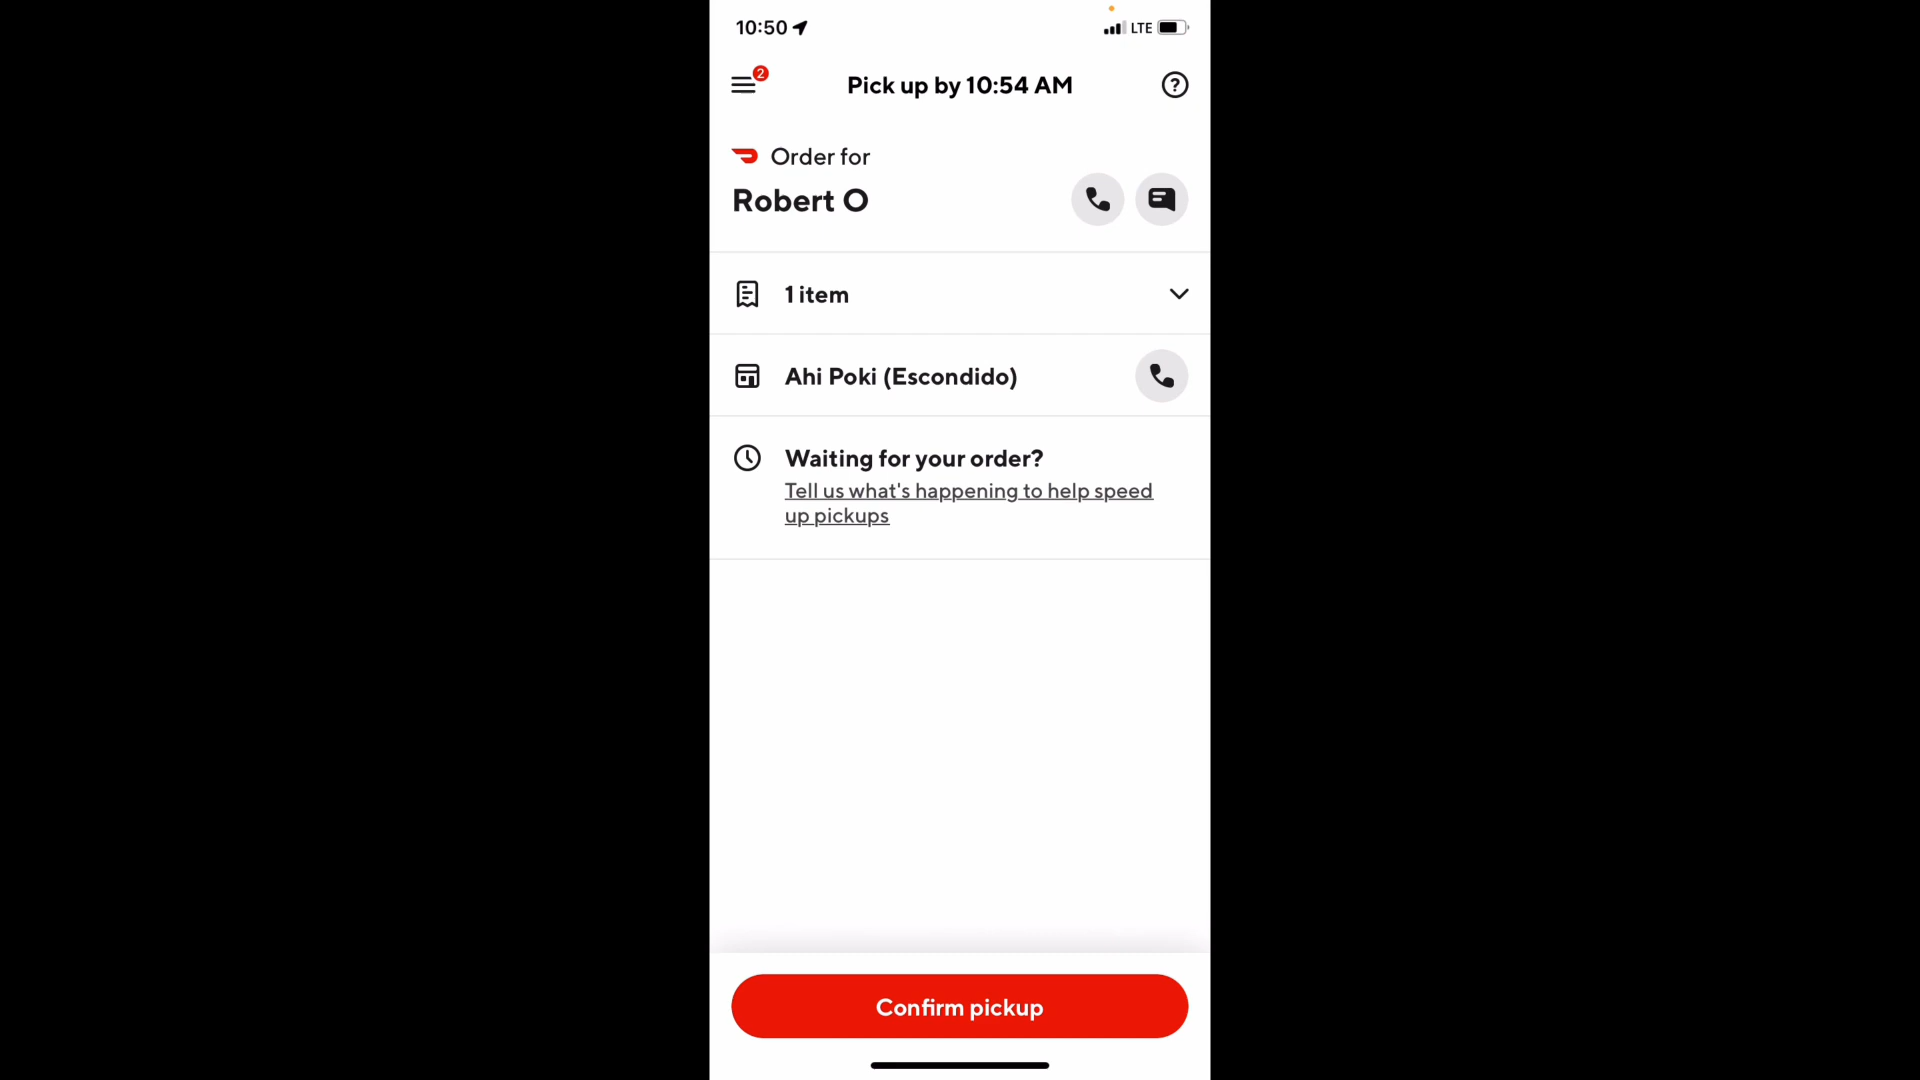 10:50
LTE
2
Pick up by 10:54 AM
Order for
Robert O
1 item
Ahi Poki (Escondido)
Waiting for your order?
Tell us what's happening to help speed
up pickups
Confirm pickup